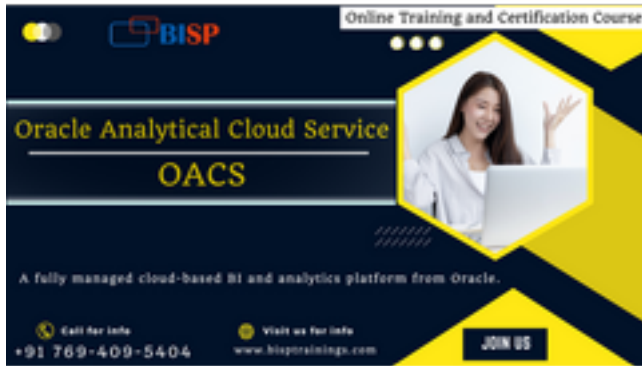 Online Training and Certification Course
BISP
Oracle Analytical Cloud Service
OACS
A fully managed cloud-based BI and analytics platform from Oracle.
Call for info
+91 769-409-5404
Visit us for info
www.bisptrainings.com
JOIN US